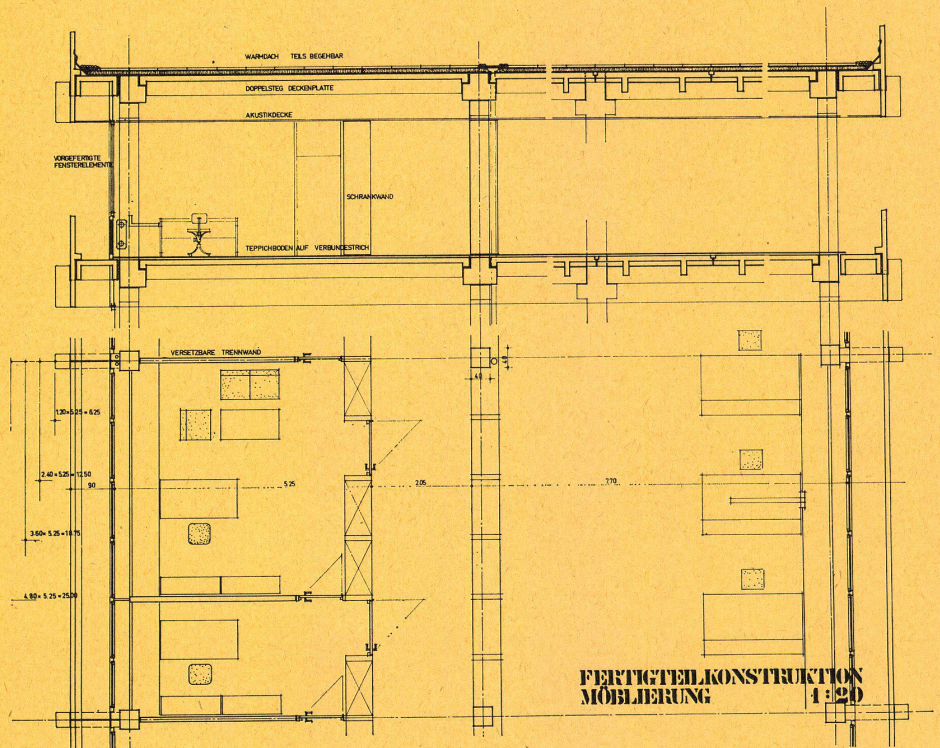 WARMDACH TEILS BEGEHBAR
DOPPELSTEG DECKENPLATTE
AKUSTIKDECKE
VORGEFERTIGTE
FENSTERELEMENTE
SCHRANKWAND
TEPPICHBODEN AUF VERBUNDESTRICH
VERSETZBARE TRENNWAND
40
40
1.20 × 5.25 = 6.25
2.40 × 5.25 = 12.50
90
5.25
2.05
7.70
3.60 × 5.25 = 18.75
4.80 × 5.25 = 25.00
FERTIGTEILKONSTRUKTION
MÖBLIERUNG 1:20